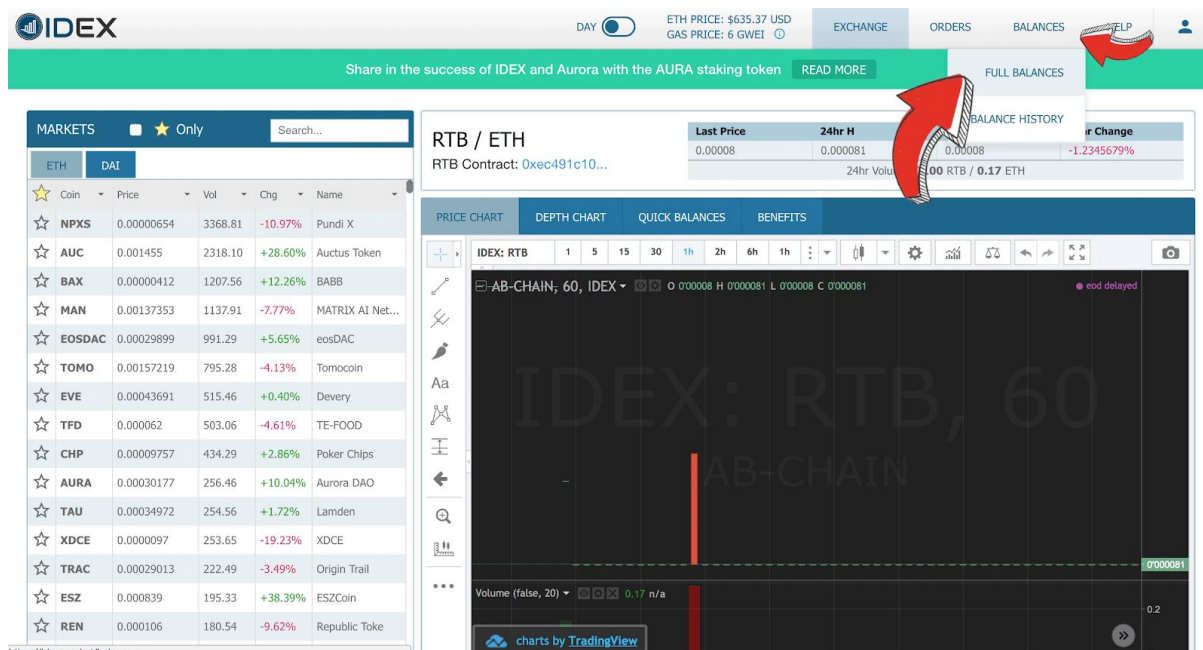 IDEX
DAY
ETH PRICE: $635.37 USD
GAS PRICE: 6 GWEI
EXCHANGE
ORDERS
BALANCES
Share in the success of IDEX and Aurora with the AURA staking token READ MORE
FULL BALANCES
BALANCE HISTORY
MARKETS Only Search...
ETH DAI
Coin Price Vol Chg Name
NPXS 0.00000654 3368.81 -10.97% Pundi X
AUC 0.001455 2318.10 +28.60% Auctus Token
BAX 0.00000412 1207.56 +12.26% BABB
MAN 0.00137353 1137.91 -7.77% MATRIX AI Net...
EOSDAC 0.00029899 991.29 +5.65% eosDAC
TOMO 0.00157219 795.28 -4.13% Tomocoin
EVE 0.00043691 515.46 +0.40% Devery
TFD 0.000062 503.06 -4.61% TE-FOOD
CHP 0.00009757 434.29 +2.86% Poker Chips
AURA 0.00030177 256.46 +10.04% Aurora DAO
TAU 0.00034972 254.56 +1.72% Lamden
XDCE 0.0000097 253.65 -19.23% XDCE
TRAC 0.00029013 222.49 -3.49% Origin Trail
ESZ 0.000839 195.33 +38.39% ESZCoin
REN 0.000106 180.54 -9.62% Republic Toke
RTB / ETH
RTB Contract: 0xec491c10...
Last Price 24hr H Change
0.00008 0.000081 0.00008 -1.2345679%
24hr RTB / 0.17 ETH
PRICE CHART DEPTH CHART QUICK BALANCES BENEFITS
IDEX: RTB 1 5 15 30 1h 2h 6h 1h
AB-CHAIN, 60, IDEX O 0'00008 H 0'000081 L 0'00008 C 0'000081
eod delayed
Aa
IDEX: RTB, 60
AB-CHAIN
0'000081
Volume (false, 20) 0.17 n/a
0.2
charts by TradingView